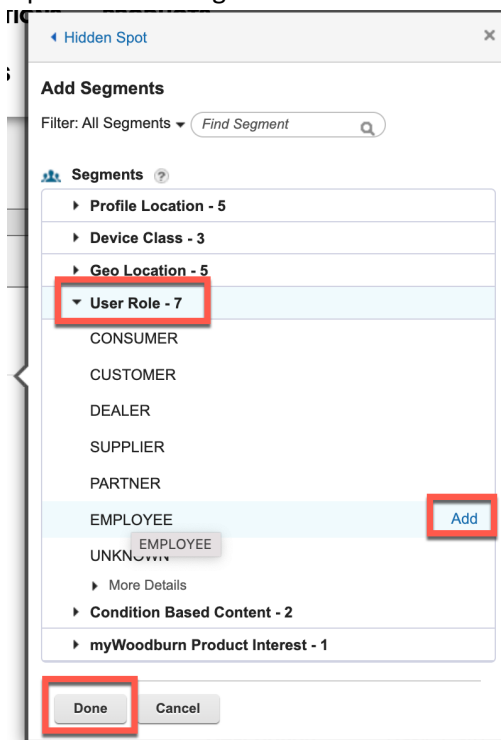 Hidden Spot
Add Segments
Filter: All Segments
Find Segment
Segments ?
Profile Location - 5
Device Class - 3
Geo Location - 5
User Role - 7
CONSUMER
CUSTOMER
DEALER
SUPPLIER
PARTNER
EMPLOYEE Add
EMPLOYEE
UNKNOWN
More Details
Condition Based Content - 2
myWoodburn Product Interest - 1
Done Cancel